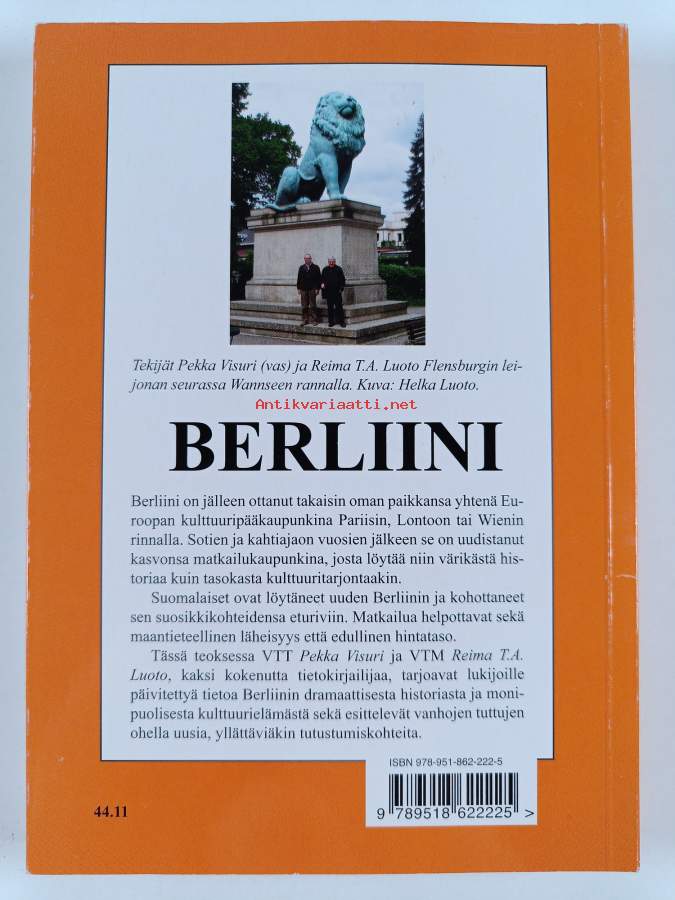 Tekijät Pekka Visuri (vas) ja Reima T.A. Luoto Flensburgin lei-
jonan seurassa Wannseen rannalla. Kuva: Helka Luoto.
Antikvariaatti.net
BERLIINI
Berliini on jälleen ottanut takaisin oman paikkansa yhtenä Eu-
roopan kulttuuripääkaupunkina Pariisin, Lontoon tai Wienin
rinnalla. Sotien ja kahtiajaon vuosien jälkeen se on uudistanut
kasvonsa matkailukaupunkina, josta löytää niin värikästä his-
toriaa kuin tasokasta kulttuuritarjontaakin.
Suomalaiset ovat löytäneet uuden Berliinin ja kohottaneet
sen suosikkikohteidensa eturiviin. Matkailua helpottavat sekä
maantieteellinen läheisyys että edullinen hintataso.
Tässä teoksessa VTT Pekka Visuri ja VTM Reima T.A.
Luoto, kaksi kokenutta tietokirjailijaa, tarjoavat lukijoille
päivitettyä tietoa Berliinin dramaattisesta historiasta ja moni-
puolisesta kulttuurielämästä sekä esittelevät vanhojen tuttujen
ohella uusia, yllättäviäkin tutustumiskohteita.
ISBN 978-951-862-222-5
9 789518 622225 >
44.11